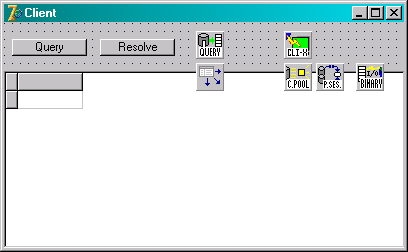 Client
Query
Resolve
QUERY
CLI-X
C.POOL
P.SES.
I/O
BINARY